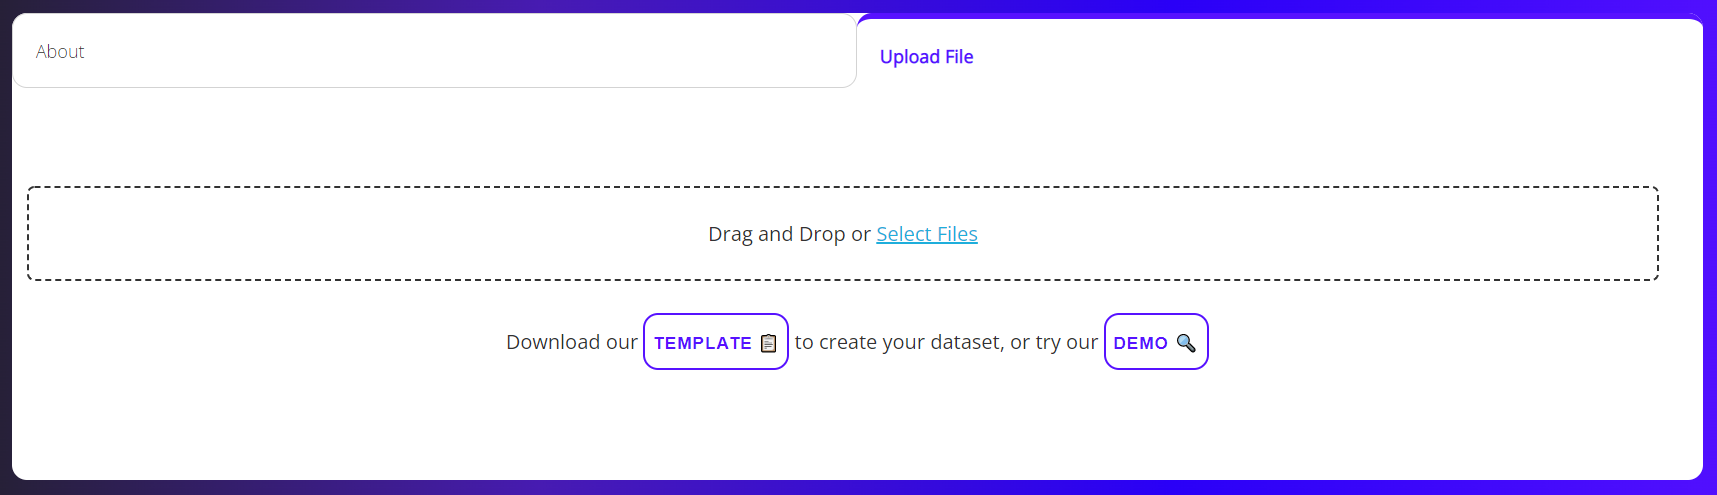 About
Upload File
Drag and Drop or Select Files
Download our TEMPLATE 📋 to create your dataset, or try our DEMO 🔍